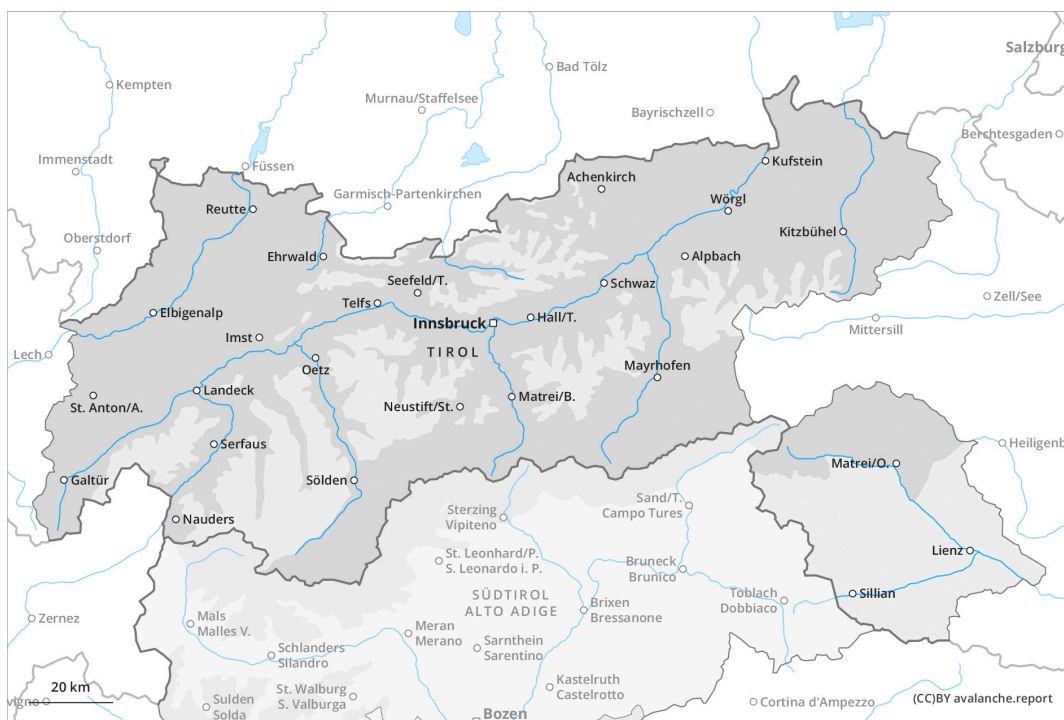 Salzburg
Kempten
Bad Tölz
Murnau/Staffelsee
Bayrischzell
Berchtesgaden
Immenstadt
Füssen
Kufstein
Achenkirch
Garmisch-Partenkirchen
Reutte
Wörgl
Oberstdorf
Kitzbühel
Ehrwald
Alpbach
Seefeld/T.
Schwaz
Zell/See
Telfs
Elbigenalp
Innsbruck
Hall/T.
Mittersill
Imst
TIROL
Lech
Oetz
Mayrhofen
Landeck
St. Anton/A.
Neustift/St.
Matrei/B.
Serfaus
Heiligenb
Matrei/O.
Galtür
Sölden
Sand/T.
Campo Tures
Sterzing
Vipiteno
Nauders
St. Leonhard/P.
S. Leonardo i. P.
Lienz
Bruneck
Brunico
SÜDTIROL
ALTO ADIGE
Sillian
Toblach
Dobbiaco
Brixen
Bressanone
Zernez
Mals
Malles V.
Meran
Merano
Sarnthein
Sarentino
Schlanders
Silandro
20 km
Kastelruth
Castelrotto
St. Walburg
S. Valburga
vigno
Sulden
Solda
Cortina d'Ampezzo
(CC)BY avalanche.report
Bozen